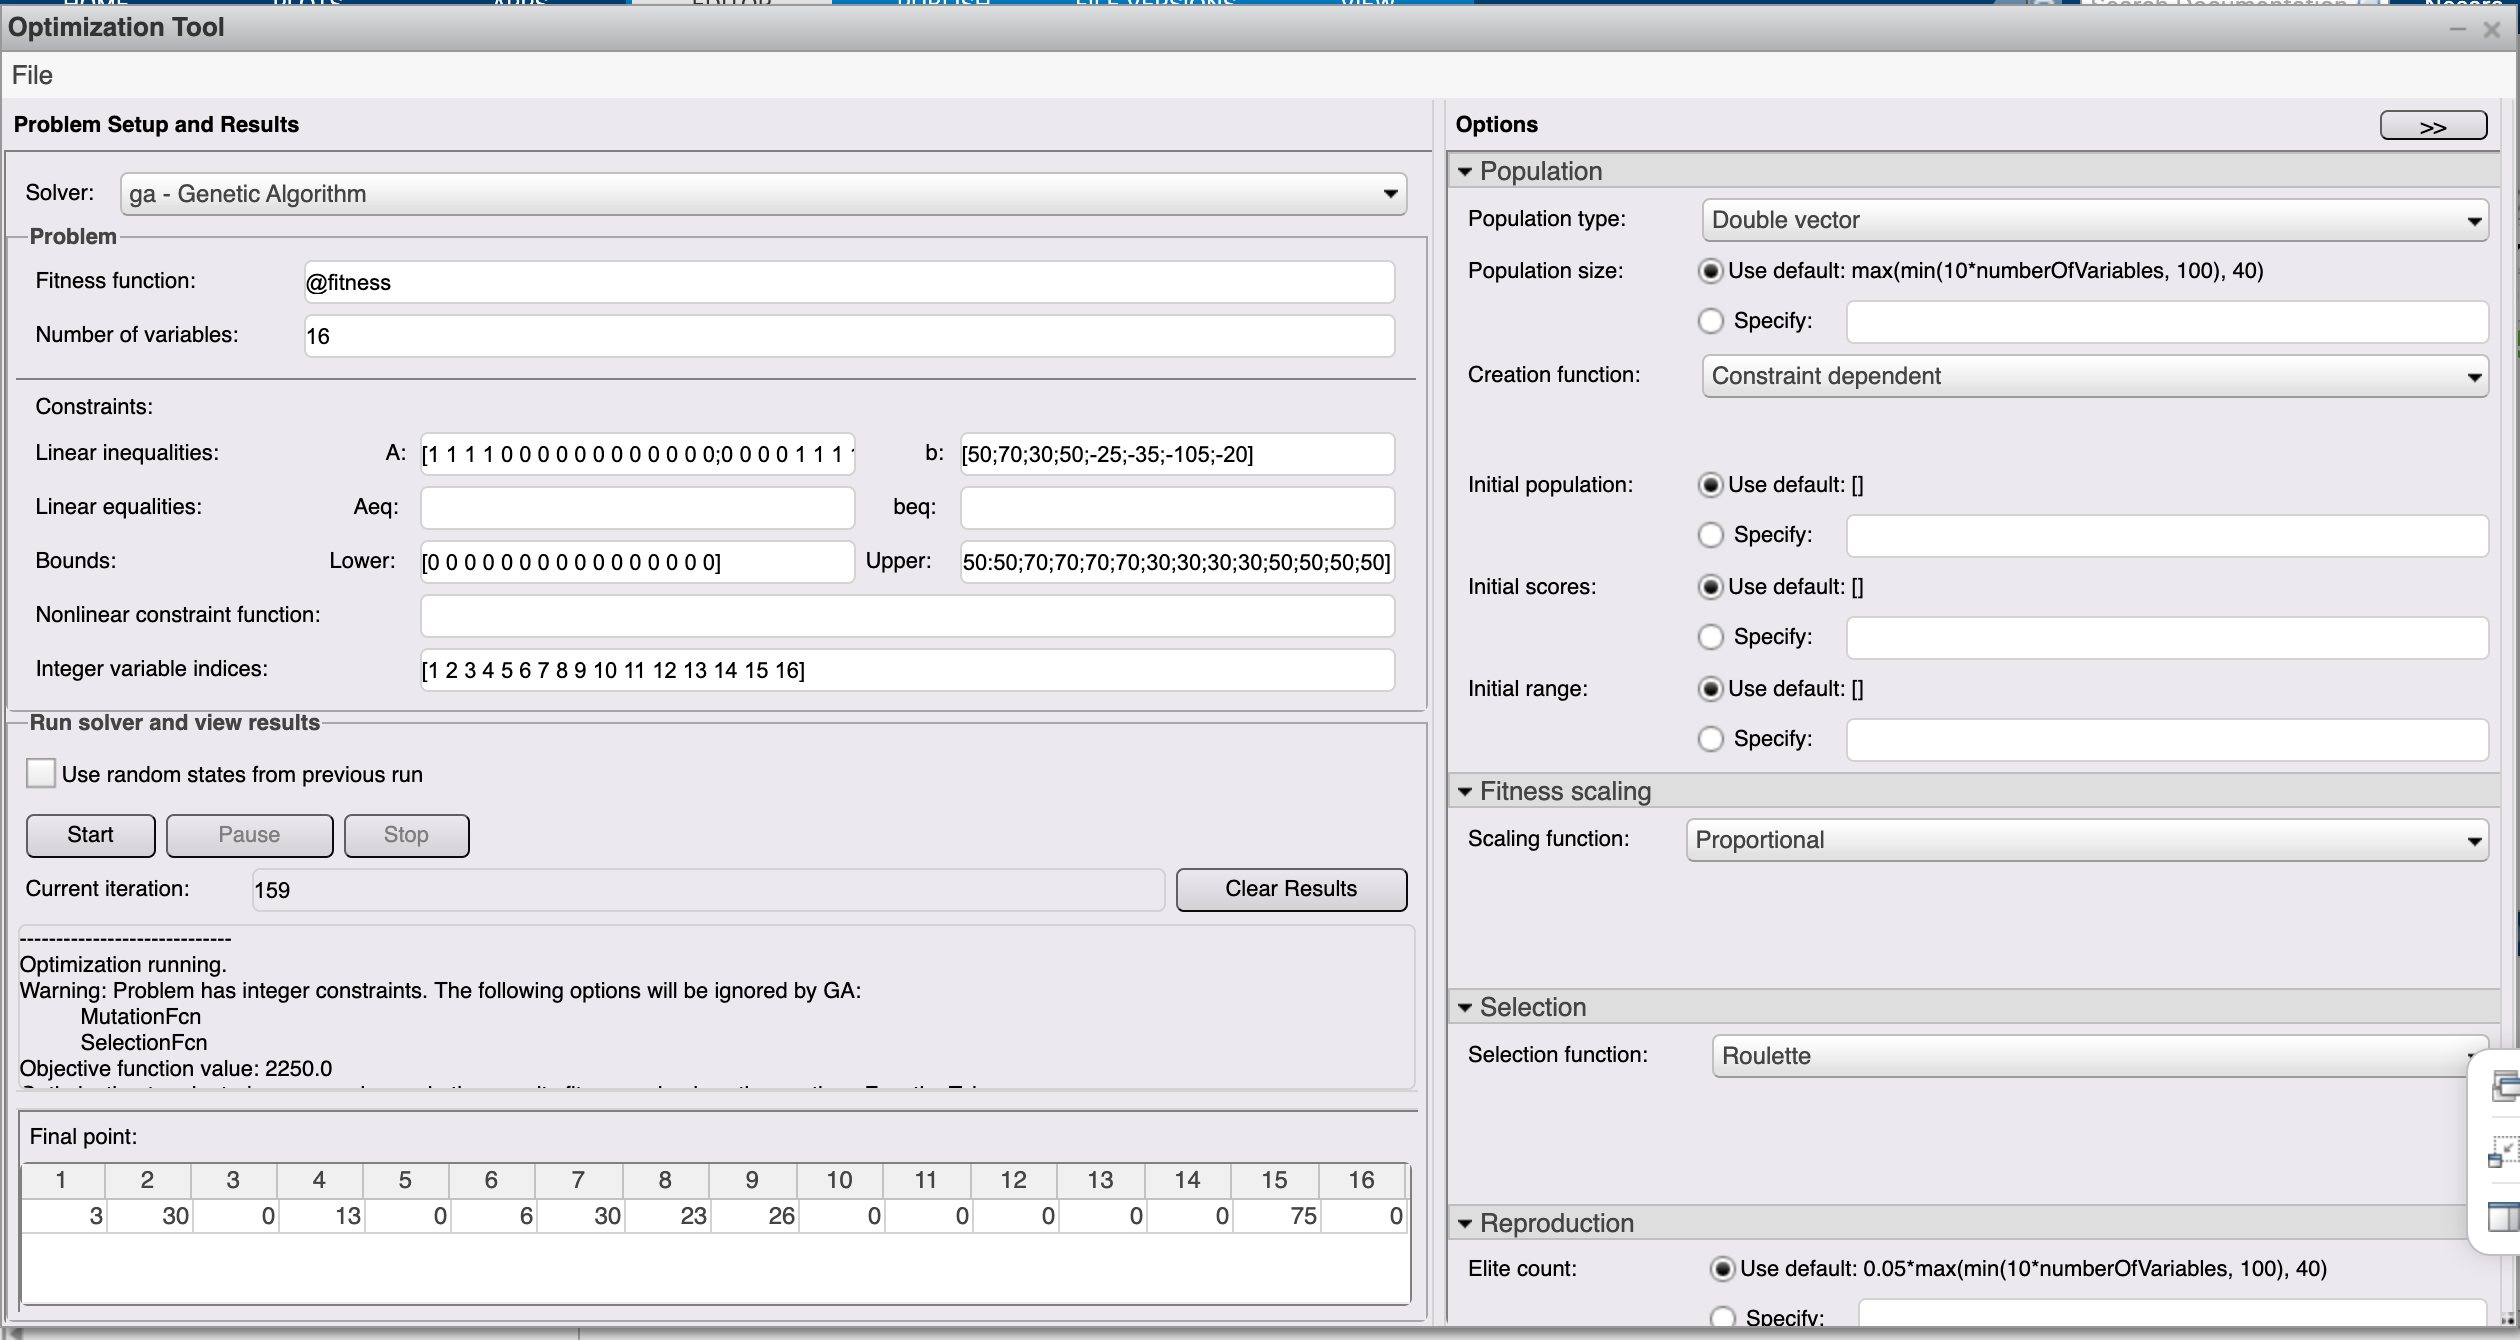 HOME PLOTS APPS EDITOR PUBLISH FILE VERSIONS VIEW Search Documentation
Optimization Tool
File
Problem Setup and Results
Solver: ga - Genetic Algorithm
Problem
Fitness function: @fitness
Number of variables: 16
Constraints:
Linear inequalities: A: [1 1 1 1 0 0 0 0 0 0 0 0 0 0 0 0;0 0 0 0 1 1 1 b: [50;70;30;50;-25;-35;-105;-20]
Linear equalities: Aeq: beq:
Bounds: Lower: [0 0 0 0 0 0 0 0 0 0 0 0 0 0 0 0] Upper: 50:50;70;70;70;70;30;30;30;30;50;50;50;50]
Nonlinear constraint function:
Integer variable indices: [1 2 3 4 5 6 7 8 9 10 11 12 13 14 15 16]
Run solver and view results
Use random states from previous run
Start Pause Stop
Current iteration: 159 Clear Results
-----------------------------
Optimization running.
Warning: Problem has integer constraints. The following options will be ignored by GA:
MutationFcn
SelectionFcn
Objective function value: 2250.0
Final point:
1 2 3 4 5 6 7 8 9 10 11 12 13 14 15 16
3 30 0 13 0 6 30 23 26 0 0 0 0 0 75 0
Options >>
Population
Population type: Double vector
Population size: Use default: max(min(10*numberOfVariables, 100), 40)
Specify:
Creation function: Constraint dependent
Initial population: Use default: []
Specify:
Initial scores: Use default: []
Specify:
Initial range: Use default: []
Specify:
Fitness scaling
Scaling function: Proportional
Selection
Selection function: Roulette
Reproduction
Elite count: Use default: 0.05*max(min(10*numberOfVariables, 100), 40)
Specify: